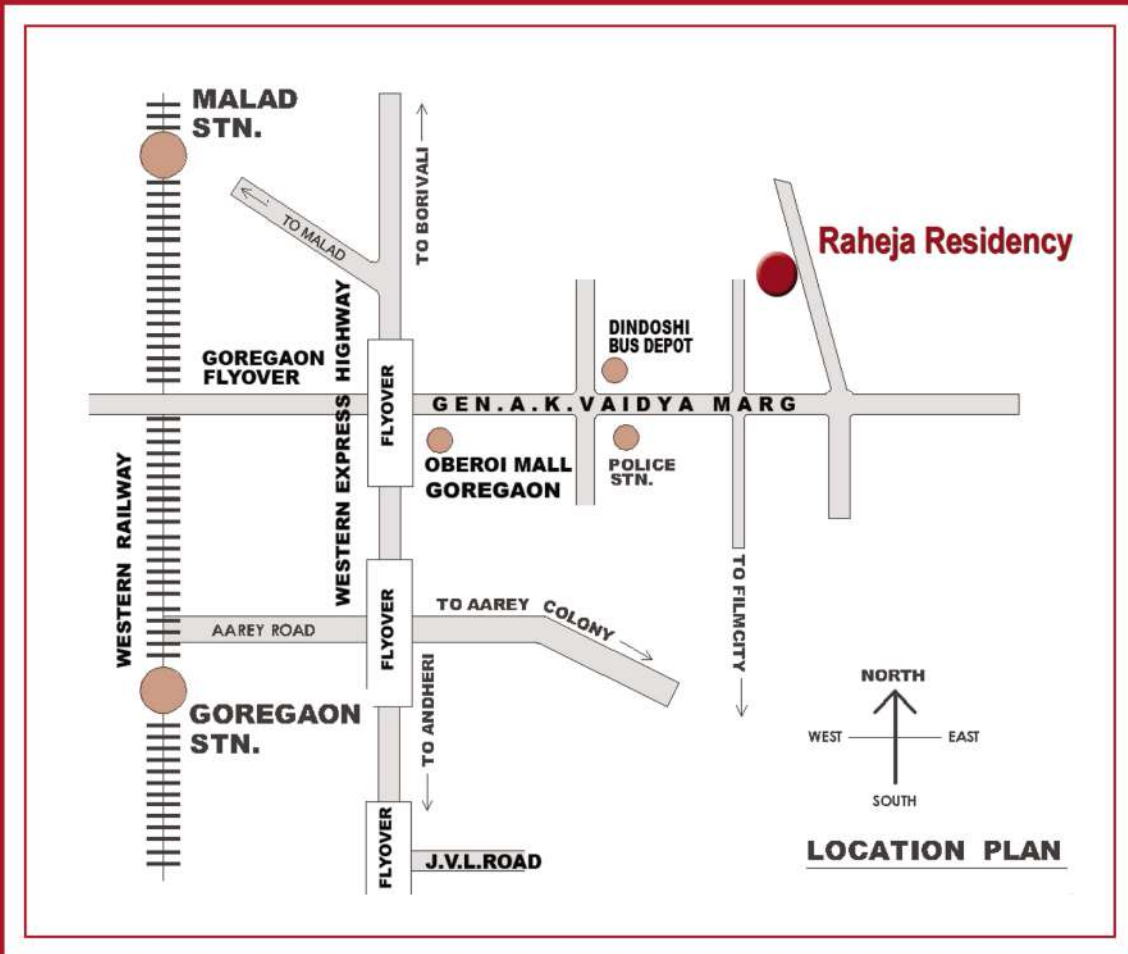 MALAD
STN.
TO MALAD
TO BORIVALI
Raheja Residency
GOREGAON
FLYOVER
WESTERN EXPRESS HIGHWAY
FLYOVER
DINDOSHI
BUS DEPOT
GEN.A.K.VAIDYA MARG
OBEROI MALL
GOREGAON
POLICE
STN.
WESTERN RAILWAY
AAREY ROAD
FLYOVER
TO AAREY COLONY
TO FILMCITY
GOREGAON
STN.
TO ANDHERI
NORTH
WEST
EAST
SOUTH
FLYOVER
J.V.L.ROAD
LOCATION PLAN